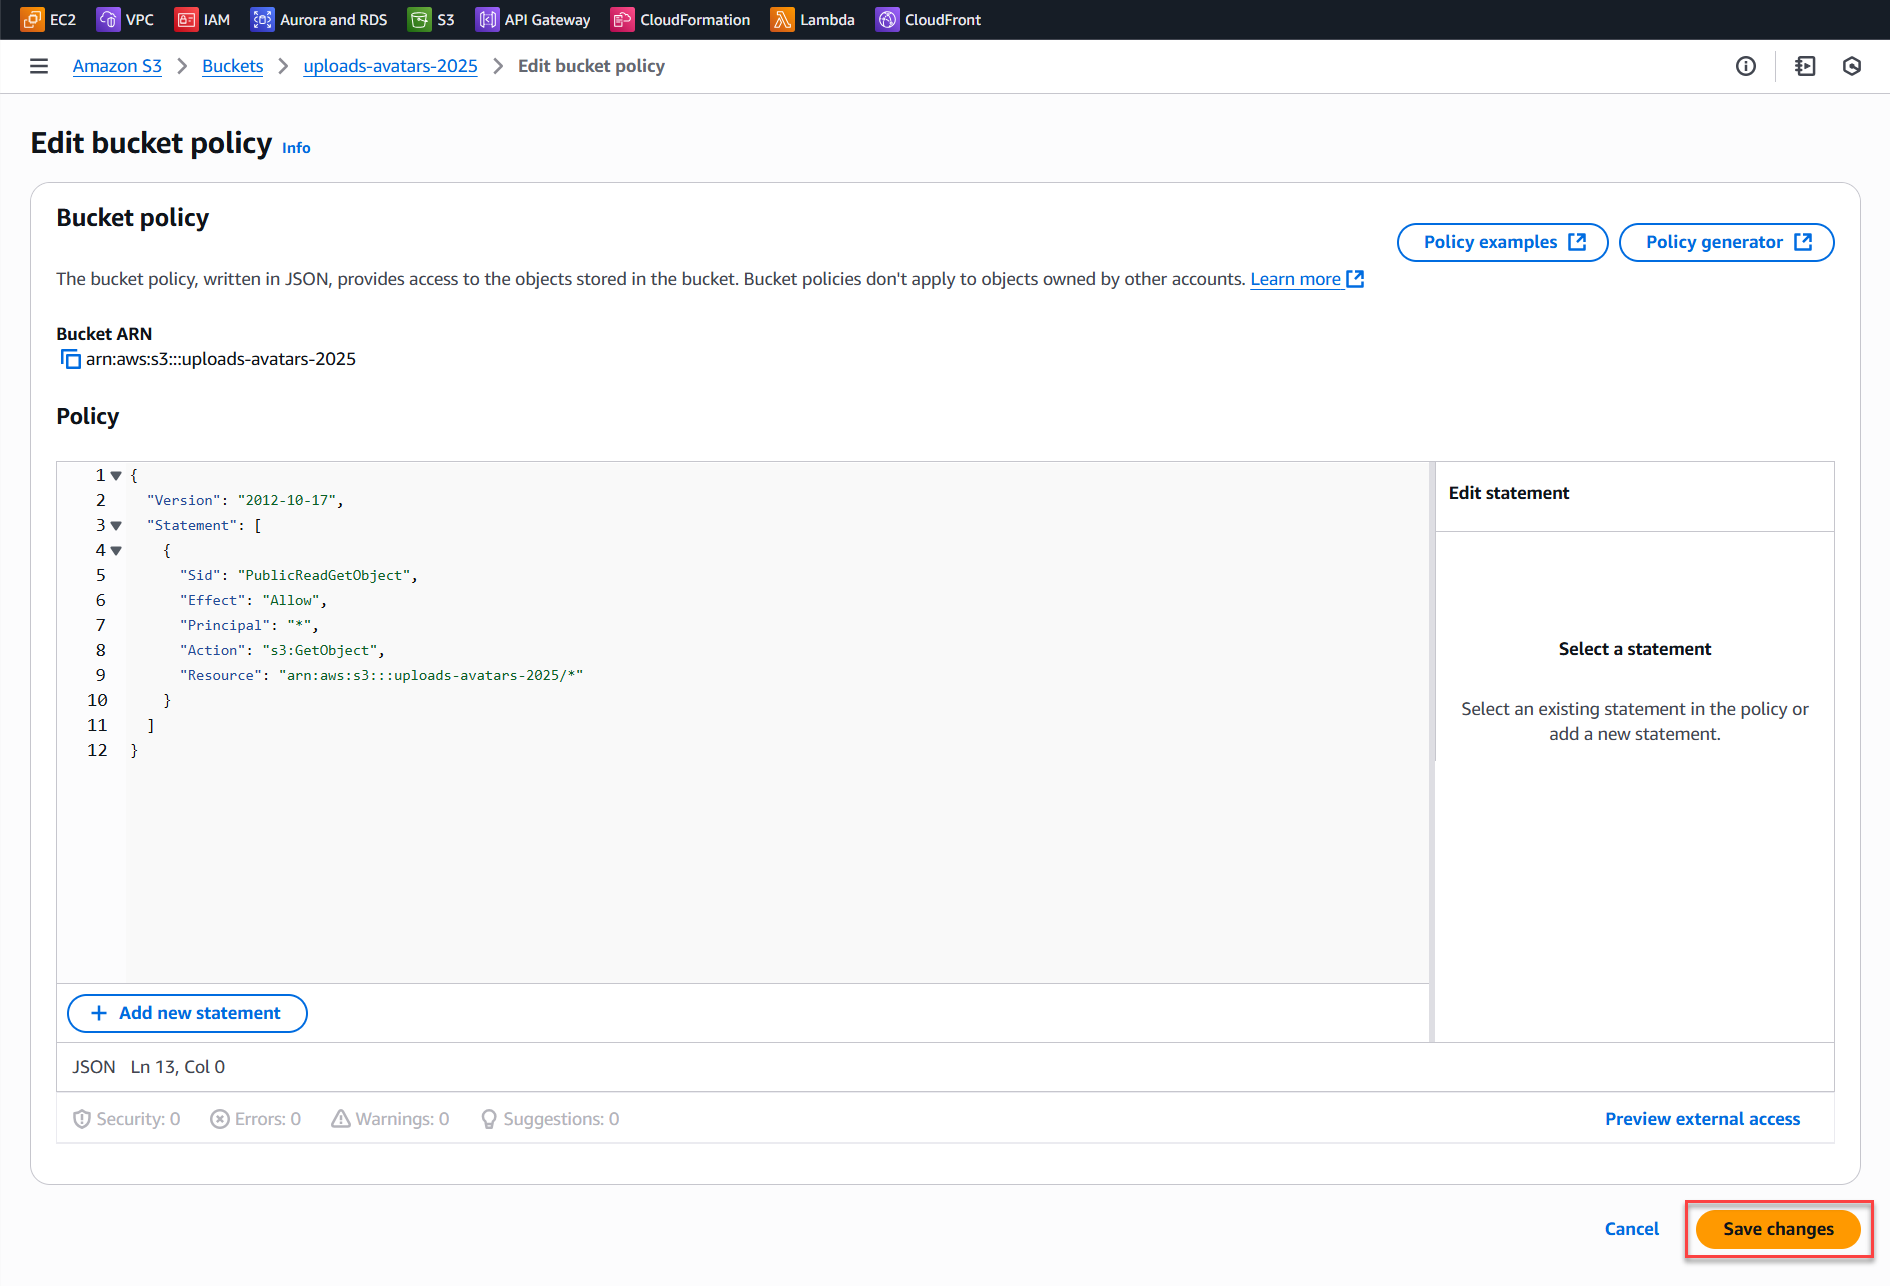 EC2 VPC IAM Aurora and RDS S3 API Gateway CloudFormation Lambda CloudFront
Amazon S3 Buckets uploads-avatars-2025 Edit bucket policy
Edit bucket policy Info
Bucket policy
Policy examples Policy generator
The bucket policy, written in JSON, provides access to the objects stored in the bucket. Bucket policies don't apply to objects owned by other accounts. Learn more
Bucket ARN
arn:aws:s3:::uploads-avatars-2025
Policy
1 {
2 "Version": "2012-10-17",
3 "Statement": [
4 {
5 "Sid": "PublicReadGetObject",
6 "Effect": "Allow",
7 "Principal": "*",
8 "Action": "s3:GetObject",
9 "Resource": "arn:aws:s3:::uploads-avatars-2025/*"
10 }
11 ]
12 }
Edit statement
Select a statement
Select an existing statement in the policy or
add a new statement.
+ Add new statement
JSON Ln 13, Col 0
Security: 0 Errors: 0 Warnings: 0 Suggestions: 0
Preview external access
Cancel Save changes